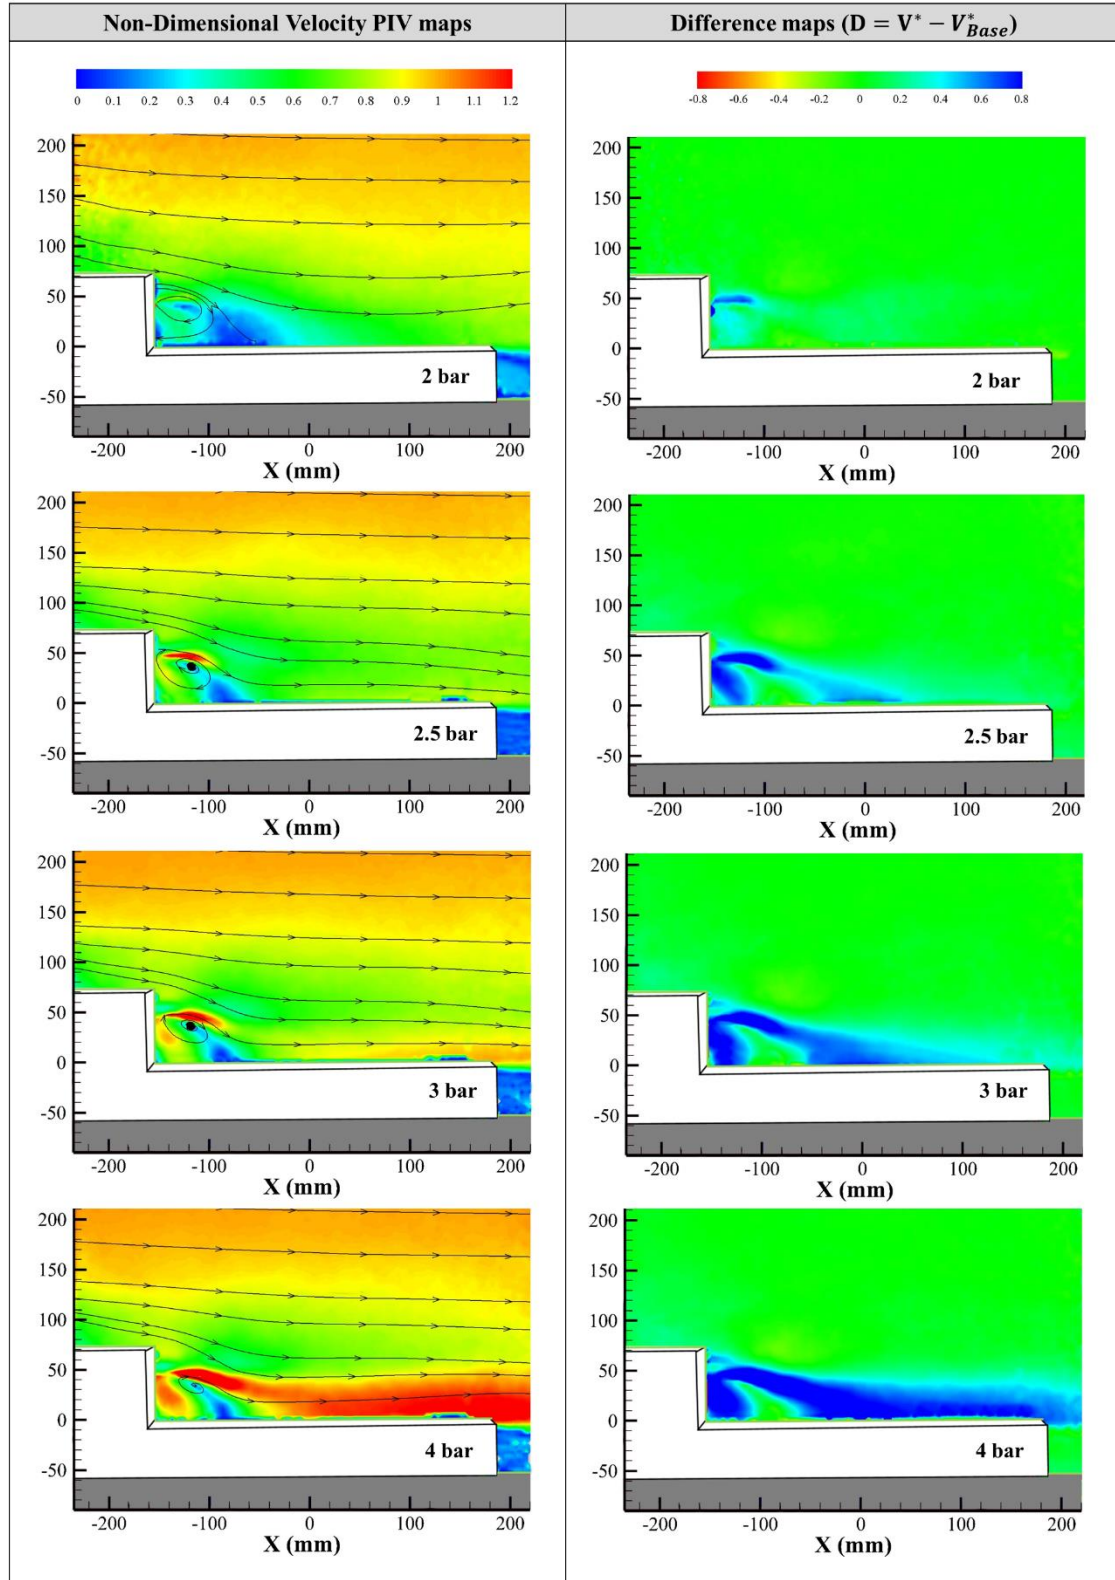 Non-Dimensional Velocity PIV maps
Difference maps (D = V* − V*Base)
0 0.1 0.2 0.3 0.4 0.5 0.6 0.7 0.8 0.9 1 1.1 1.2
-0.8 -0.6 -0.4 -0.2 0 0.2 0.4 0.6 0.8
200
150
100
50
0
-50
2 bar
-200 -100 0 100 200
X (mm)
200
150
100
50
0
-50
2 bar
-200 -100 0 100 200
X (mm)
200
150
100
50
0
-50
2.5 bar
-200 -100 0 100 200
X (mm)
200
150
100
50
0
-50
2.5 bar
-200 -100 0 100 200
X (mm)
200
150
100
50
0
-50
3 bar
-200 -100 0 100 200
X (mm)
200
150
100
50
0
-50
3 bar
-200 -100 0 100 200
X (mm)
200
150
100
50
0
-50
4 bar
-200 -100 0 100 200
X (mm)
200
150
100
50
0
-50
4 bar
-200 -100 0 100 200
X (mm)